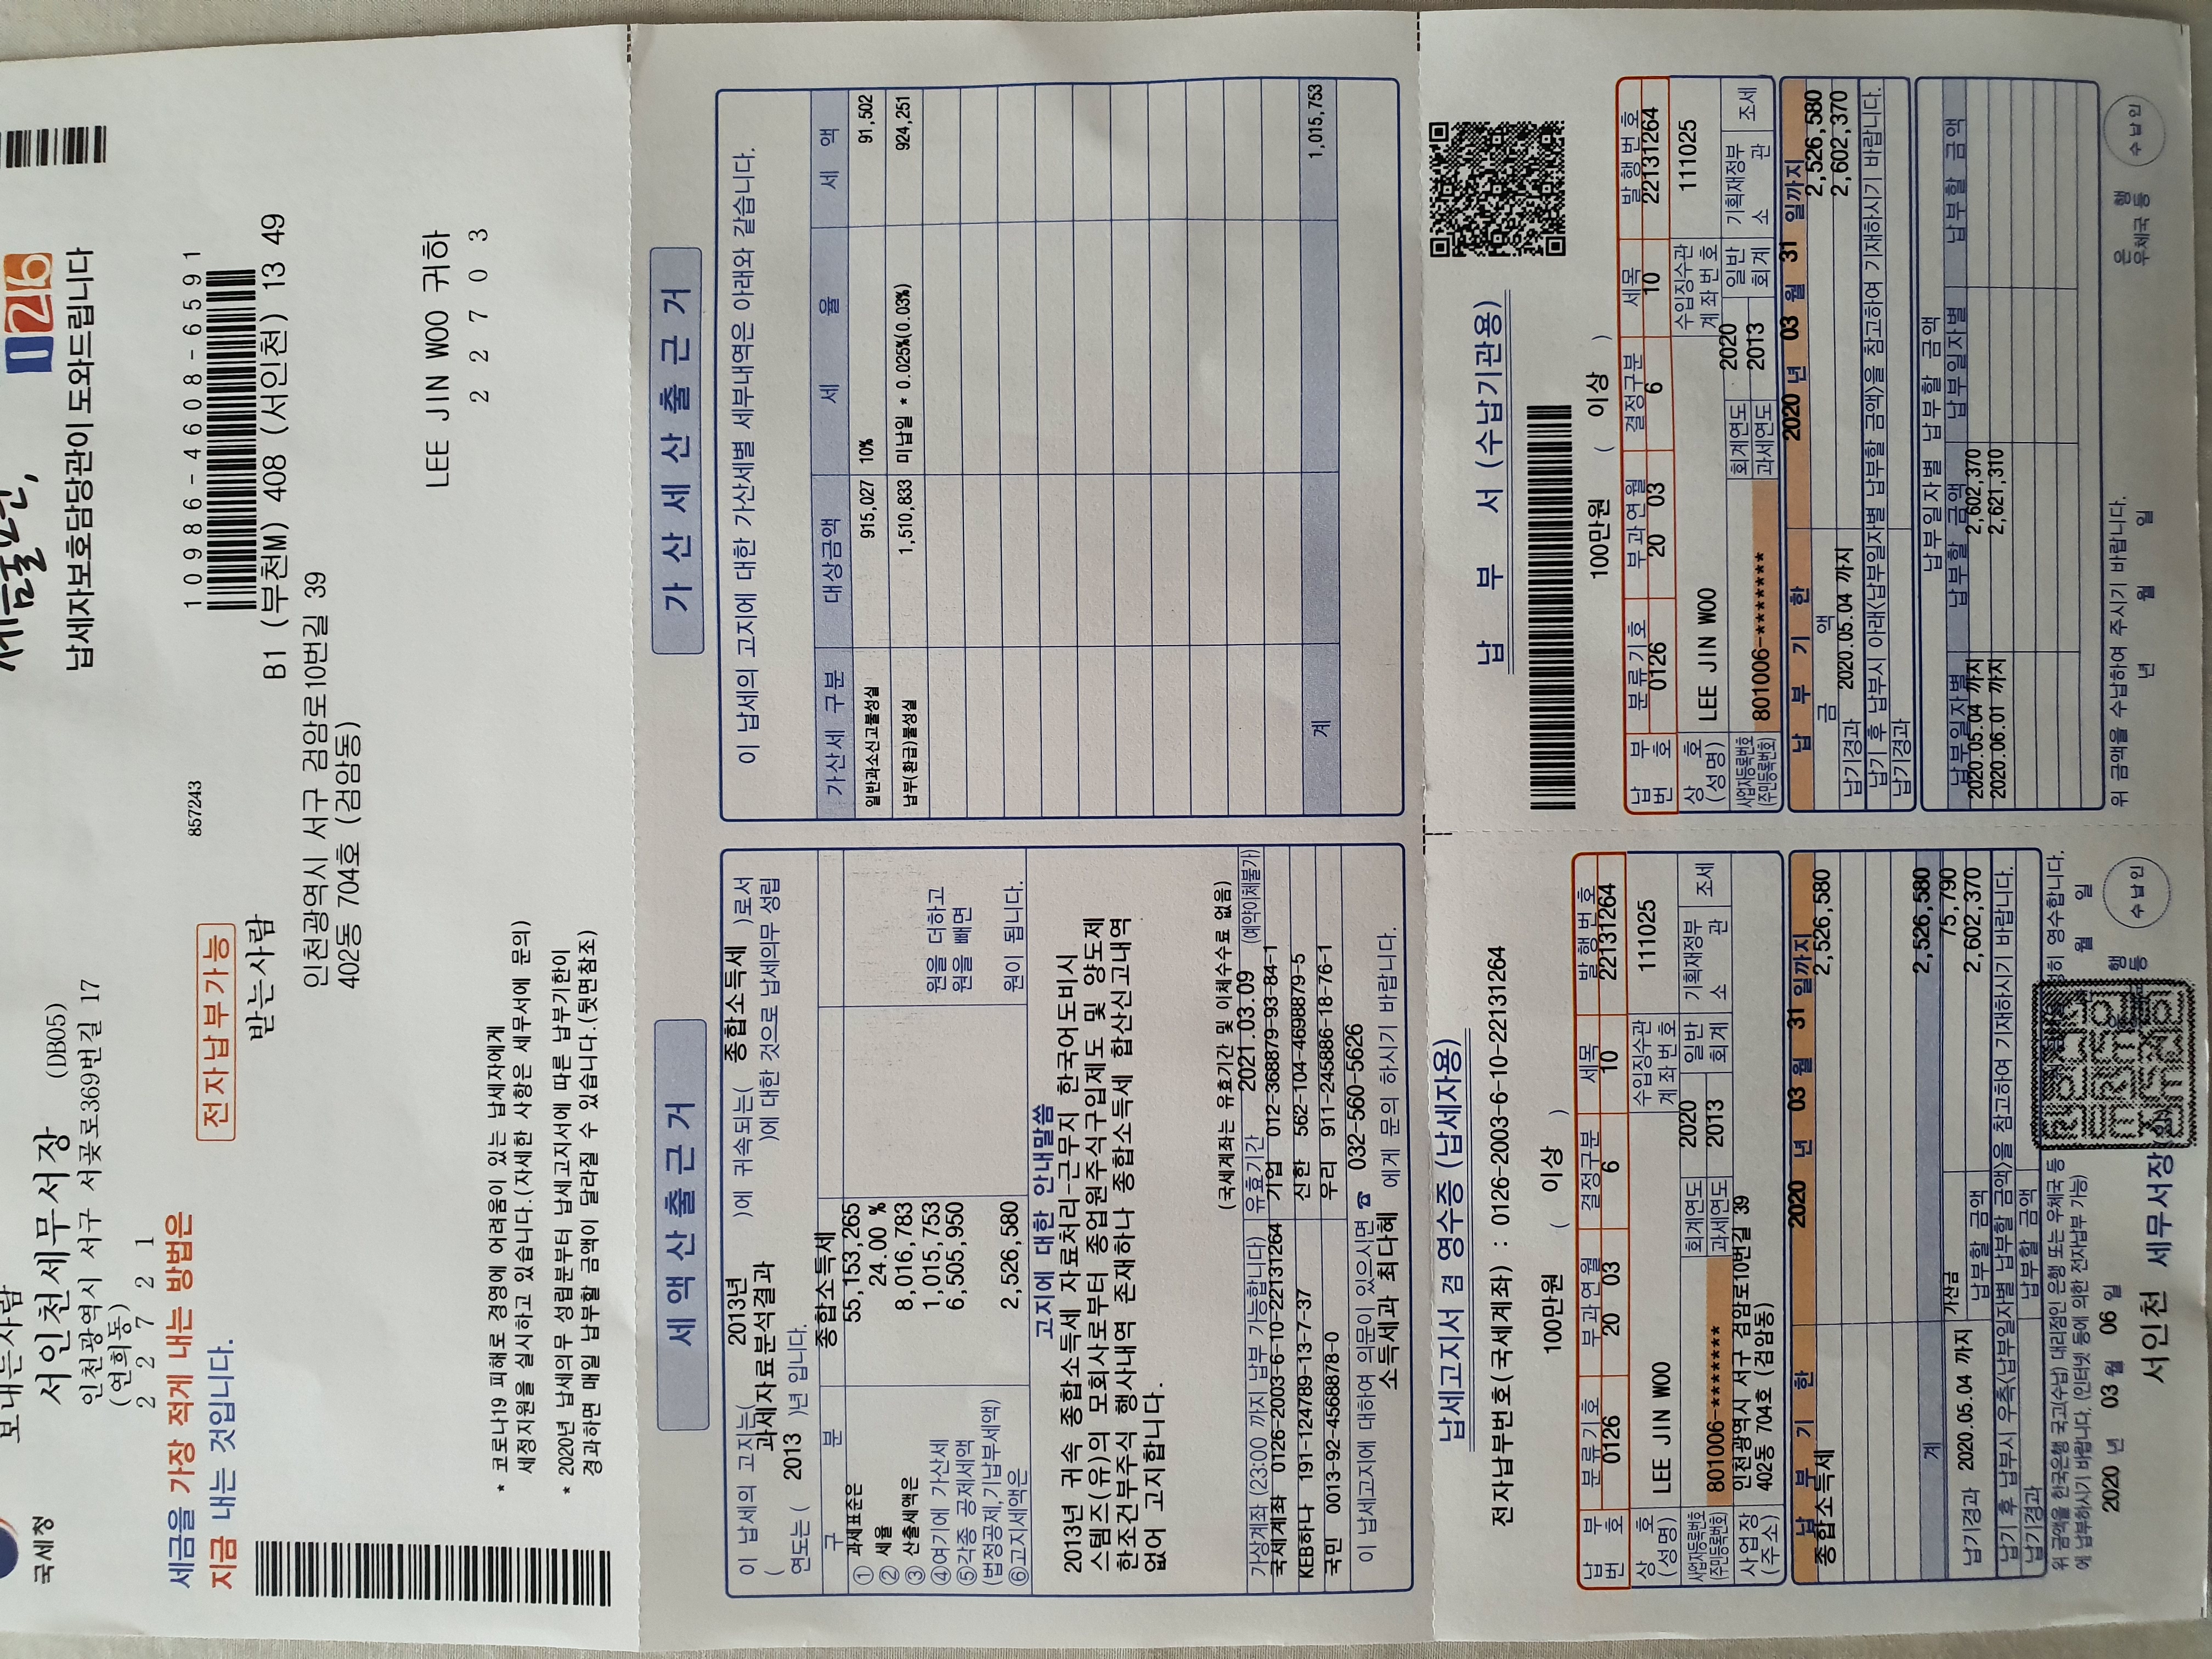 국세청
보내는사람
서인천세무서장 (DB05)
인천광역시 서구 서곶로369번길 17
(연희동)
2 2 7 2 1
세금을 가장 적게 내는 방법은
지금 내는 것입니다.
전자납부가능
126
납세자보호담당관이 도와드립니다
857243
10986-4608-6591
받는사람
B1 (부천M) 408 (서인천) 13 49
인천광역시 서구 검암로10번길 39
402동 704호 (검암동)
LEE JIN WOO 귀하
2 2 7 0 3
* 코로나19 피해로 경영에 어려움이 있는 납세자에게
세정지원을 실시하고 있습니다.(자세한 사항은 세무서에 문의)
* 2020년 납세의무 성립분부터 납세고지서에 따른 납부기한이
경과하면 매일 납부할 금액이 달라질 수 있습니다.(뒷면참조)
세 액 산 출 근 거
이 납세의 고지는( 2013년 )에 귀속되는( 종합소득세 )로서
( 과세자료분석결과 )에 대한 것으로 납세의무 성립
연도는 ( 2013 )년 입니다.
구 분 종합소득세
① 과세표준은 55,153,265
② 세율 24.00 %
③ 산출세액은 8,016,783
④여기에 가산세 1,015,753 원을 더하고
⑤각종 공제세액 6,505,950 원을 빼면
(법정공제,기납부세액)
⑥고지세액은 2,526,580 원이 됩니다.
고지에 대한 안내말씀
2013년 귀속 종합소득세 자료처리-근무지 한국어도비시
스템즈(유)의 모회사로부터 종업원주식구입제도 및 양도제
한조건부주식 행사내역 존재하나 종합소득세 합산신고내역
없어 고지합니다.
(국세계좌는 유효기간 및 이체수수료 없음)
가상계좌 (23:00 까지 납부 가능합니다) 유효기간 2021.03.09 (예약이체불가)
국세계좌 0126-2003-6-10-22131264 기업 012-368879-93-84-1
KEB하나 191-124789-13-7-37 신한 562-104-4698879-5
국민 0013-92-4568878-0 우리 911-245886-18-76-1
이 납세고지에 대하여 의문이 있으시면 ☎ 032-560-5626
소득세과 최다혜 에게 문의 하시기 바랍니다.
가 산 세 산 출 근 거
이 납세의 고지에 대한 가산세별 세부내역은 아래와 같습니다.
가산세 구분 대상금액 세 율 세 액
일반과소신고불성실 915,027 10% 91,502
납부(환급)불성실 1,510,833 미납일 * 0.025%(0.03%) 924,251
계 1,015,753
납세고지서 겸 영수증 (납세자용)
전자납부번호(국세계좌) : 0126-2003-6-10-22131264
100만원 ( 이상 )
납부번호 분류기호 부과연월 결정구분 세목 발행번호
0126 20 03 6 10 22131264
상호(성명) LEE JIN WOO 수입징수관 계좌번호 111025
사업자등록번호(주민등록번호) 801006-******* 회계연도 2020 일반회계 기획재정부소관 조세
과세연도 2013
사업장(주소) 인천광역시 서구 검암로10번길 39
402동 704호 (검암동)
납 부 기 한 2020 년 03 월 31 일까지
종합소득세 2,526,580
계 2,526,580
납기경과 2020.05.04 까지 가산금 75,790
납부할 금액 2,602,370
납기 후 납부시 우측<납부일자별 납부할 금액>을 참고하여 기재하시기 바랍니다.
납기경과 납부할 금액
위 금액을 한국은행 국고(수납) 대리점인 은행 또는 우체국 등
에 납부하시기 바랍니다. (인터넷 등에 의한 전자납부 가능)
영수합니다.
월 일
2020 년 03 월 06 일
서인천 세무서장
수납인
납 부 서 (수납기관용)
100만원 ( 이상 )
납부번호 분류기호 부과연월 결정구분 세목 발행번호
0126 20 03 6 10 22131264
상호(성명) LEE JIN WOO 수입징수관 계좌번호 111025
사업자등록번호(주민등록번호) 801006-******* 회계연도 2020 일반회계 기획재정부소관 조세
과세연도 2013
납 부 기 한 2020 년 03 월 31 일까지
금 액 2,526,580
납기경과 2020.05.04 까지 2,602,370
납기 후 납부시 아래<납부일자별 납부할 금액>을 참고하여 기재하시기 바랍니다.
납기경과
납부일자별 납부할 금액
납부일자별 납부할 금액 납부일자별 납부할 금액
2020.05.04 까지 2,602,370
2020.06.01 까지 2,621,310
위 금액을 수납하여 주시기 바랍니다.
년 월 일
은 행
우체국 등
수납인